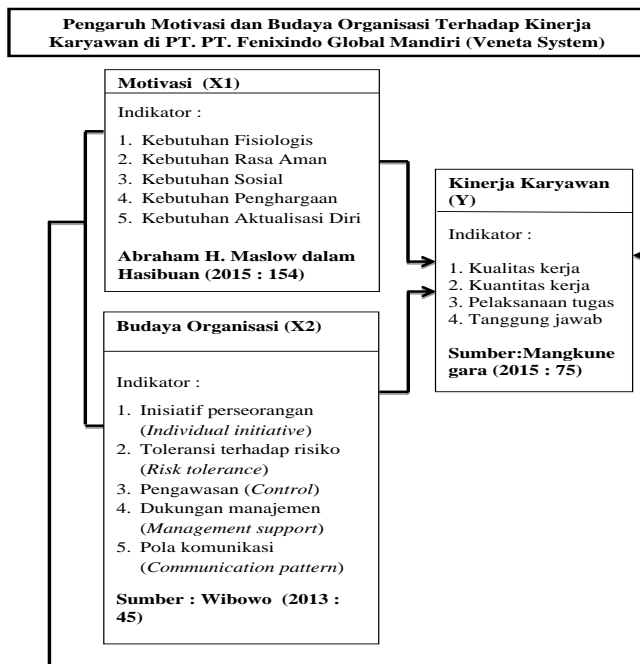 Pengaruh Motivasi dan Budaya Organisasi Terhadap Kinerja
Karyawan di PT. PT. Fenixindo Global Mandiri (Veneta System)
Motivasi (X1)
Indikator :
1. Kebutuhan Fisiologis
2. Kebutuhan Rasa Aman
3. Kebutuhan Sosial
4. Kebutuhan Penghargaan
5. Kebutuhan Aktualisasi Diri
Abraham H. Maslow dalam
Hasibuan (2015 : 154)
Budaya Organisasi (X2)
Indikator :
1. Inisiatif perseorangan
(Individual initiative)
2. Toleransi terhadap risiko
(Risk tolerance)
3. Pengawasan (Control)
4. Dukungan manajemen
(Management support)
5. Pola komunikasi
(Communication pattern)
Sumber : Wibowo (2013 :
45)
Kinerja Karyawan
(Y)
Indikator :
1. Kualitas kerja
2. Kuantitas kerja
3. Pelaksanaan tugas
4. Tanggung jawab
Sumber:Mangkune
gara (2015 : 75)